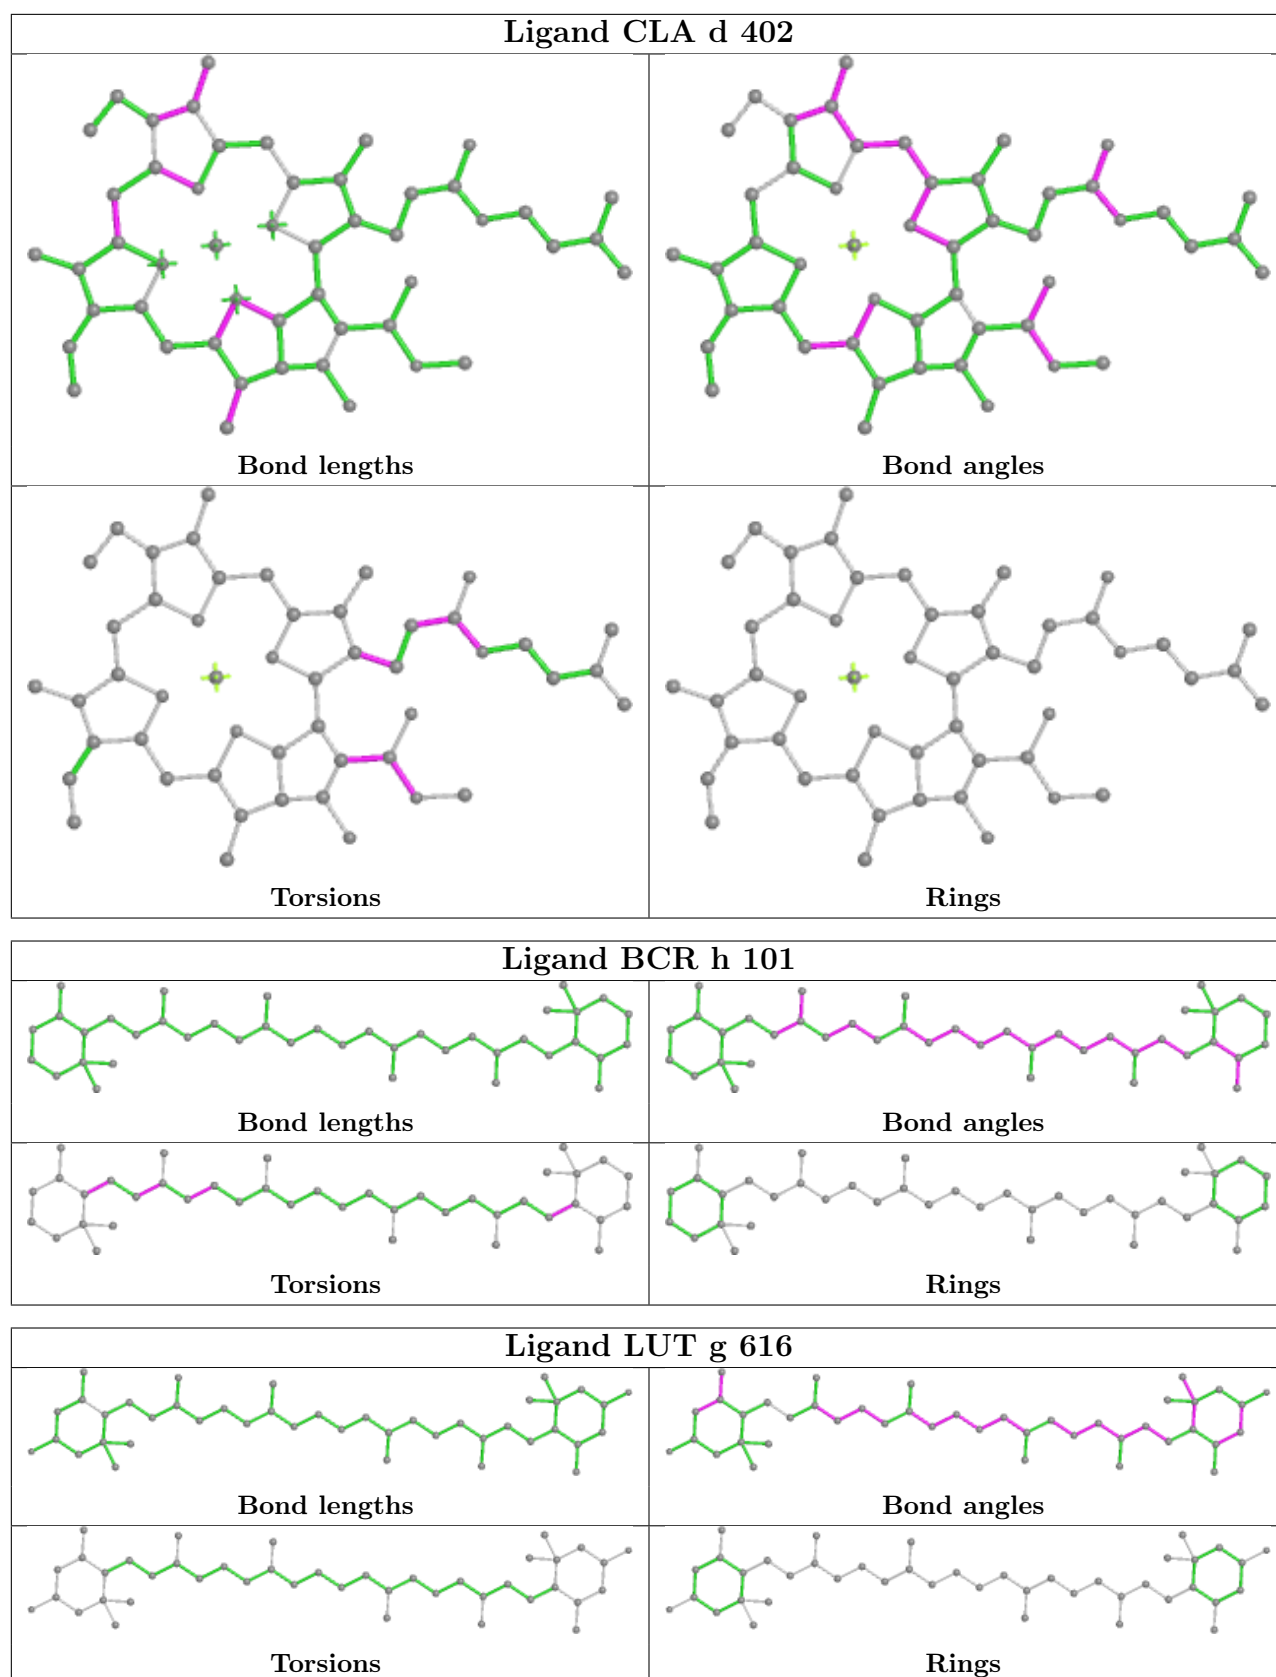 Ligand CLA d 402
Bond lengths
Bond angles
Torsions
Rings
Ligand BCR h 101
Bond lengths
Bond angles
Torsions
Rings
Ligand LUT g 616
Bond lengths
Bond angles
Torsions
Rings